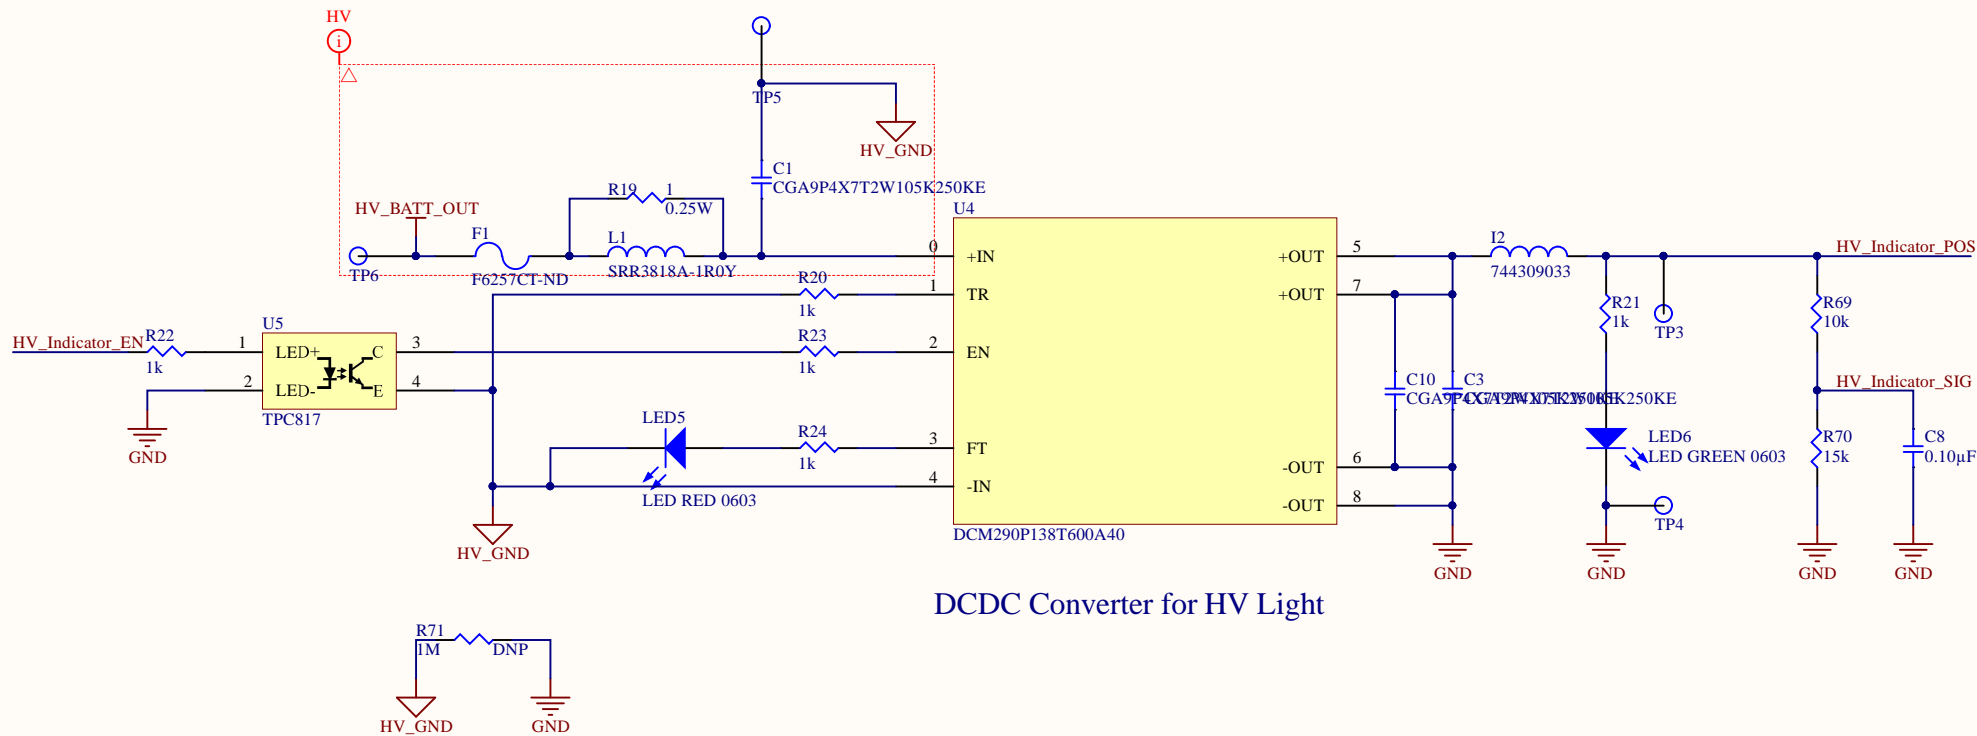 HV
i
TP5
HV_GND
C1
CGA9P4X7T2W105K250KE
R19
1
0.25W
HV_BATT_OUT
F1
F6257CT-ND
L1
SRR3818A-1R0Y
TP6
U4
0
+IN
1
TR
2
EN
3
FT
4
-IN
+OUT
5
+OUT
7
-OUT
6
-OUT
8
DCM290P138T600A40
R20
1k
R23
1k
R24
1k
HV_Indicator_EN
R22
1k
U5
1
LED+
C
3
2
LED-
E
4
TPC817
GND
LED5
LED RED 0603
HV_GND
I2
744309033
HV_Indicator_POS
R21
1k
TP3
R69
10k
C10
CGA9P4X7T2W105K250KE
C3
CGA9P4X7T2W105K250KE
HV_Indicator_SIG
LED6
LED GREEN 0603
R70
15k
C8
0.10µF
TP4
GND
GND
GND
GND
DCDC Converter for HV Light
R71
1M
DNP
HV_GND
GND